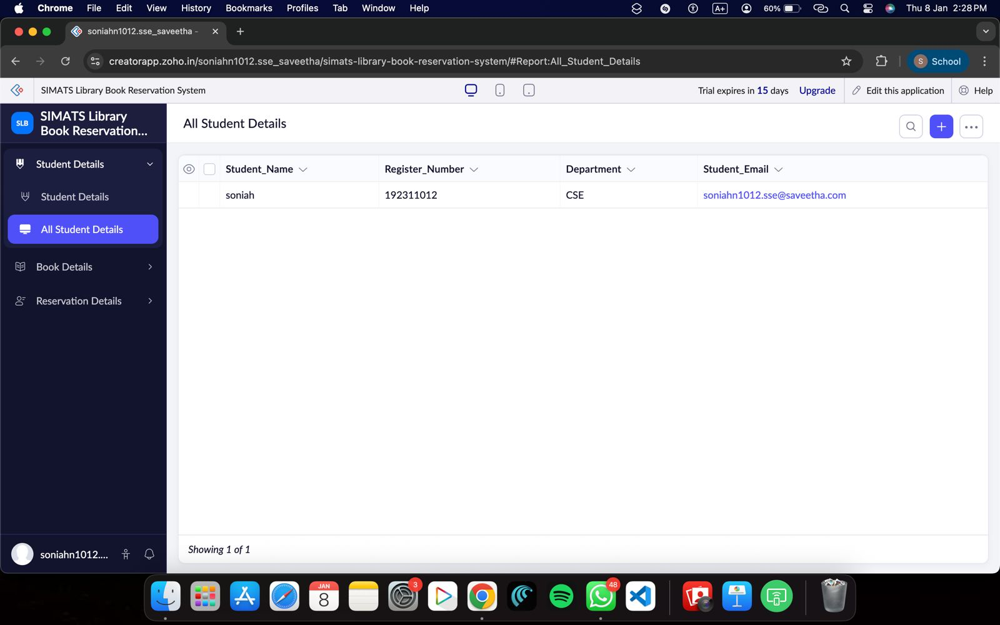 Chrome File Edit View History Bookmarks Profiles Tab Window Help A+ 60% Thu 8 Jan 2:28 PM
soniahn1012.sse_saveetha -
creatorapp.zoho.in/soniahn1012.sse_saveetha/simats-library-book-reservation-system/#Report:All_Student_Details
S School
SIMATS Library Book Reservation System
Trial expires in 15 days Upgrade Edit this application Help
SLB SIMATS Library
Book Reservation...
All Student Details
Student Details
Student Details
All Student Details
Book Details
Reservation Details
Student_Name Register_Number Department Student_Email
soniah 192311012 CSE soniahn1012.sse@saveetha.com
Showing 1 of 1
soniahn1012....
JAN
8
3
48